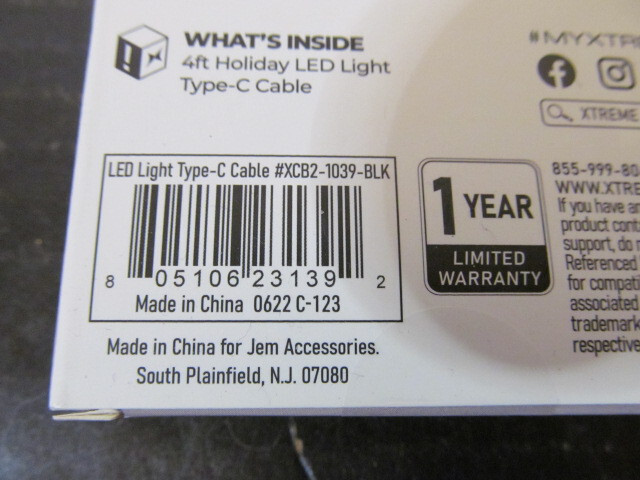 WHAT'S INSIDE
4ft Holiday LED Light
Type-C Cable
XTREME
LED Light Type-C Cable #XCB2-1039-BLK
8 05106 23139 2
Made in China 0622 C-123
Made in China for Jem Accessories.
South Plainfield, N.J. 07080
1 YEAR
LIMITED
WARRANTY
#MYXTRE
855-999-80
WWW.XTRE
If you have an
product cont
support, do
Referenced
for compati
associated
trademark
respective